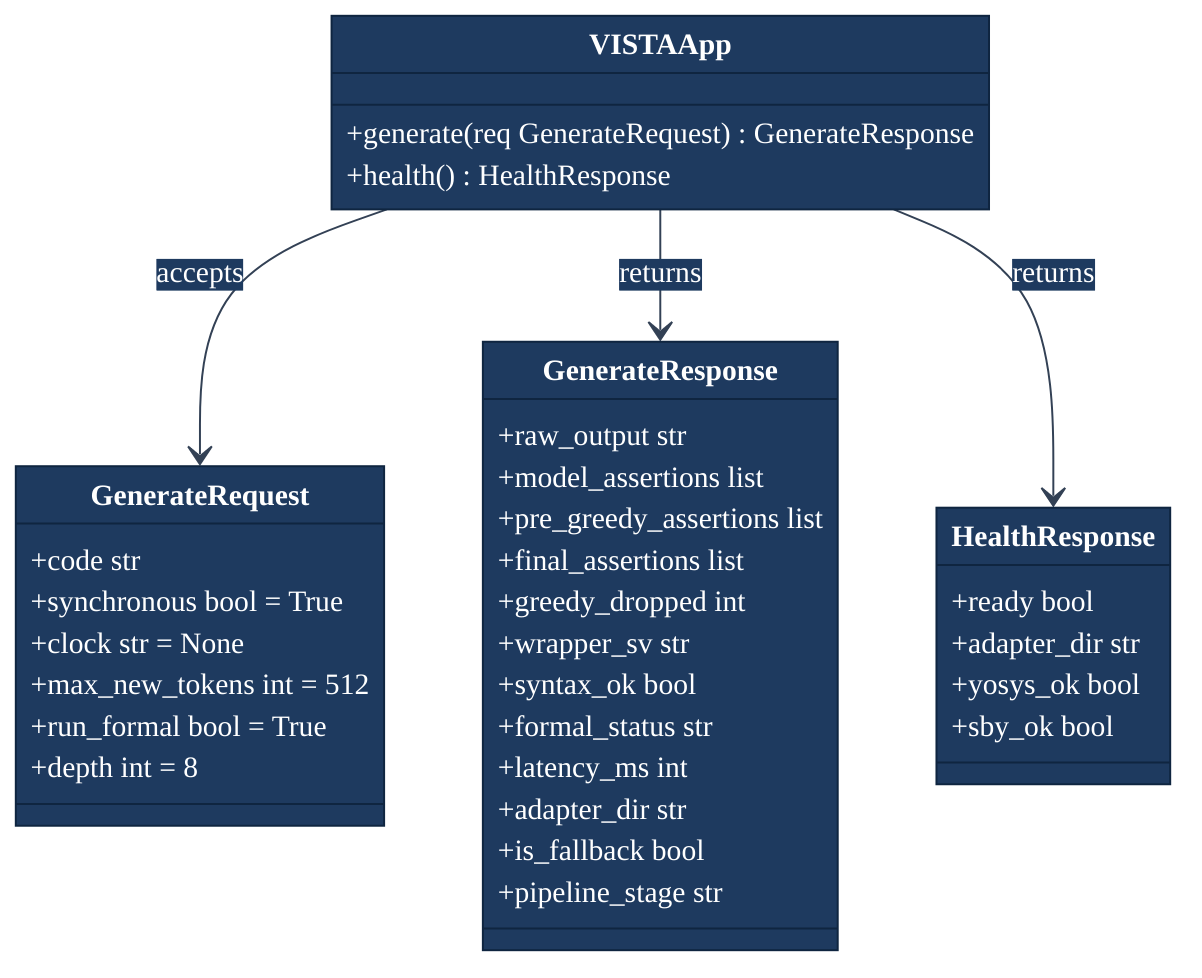 VISTAApp
+generate(req GenerateRequest) : GenerateResponse
+health() : HealthResponse
accepts
returns
returns
GenerateRequest
+code str
+synchronous bool = True
+clock str = None
+max_new_tokens int = 512
+run_formal bool = True
+depth int = 8
GenerateResponse
+raw_output str
+model_assertions list
+pre_greedy_assertions list
+final_assertions list
+greedy_dropped int
+wrapper_sv str
+syntax_ok bool
+formal_status str
+latency_ms int
+adapter_dir str
+is_fallback bool
+pipeline_stage str
HealthResponse
+ready bool
+adapter_dir str
+yosys_ok bool
+sby_ok bool